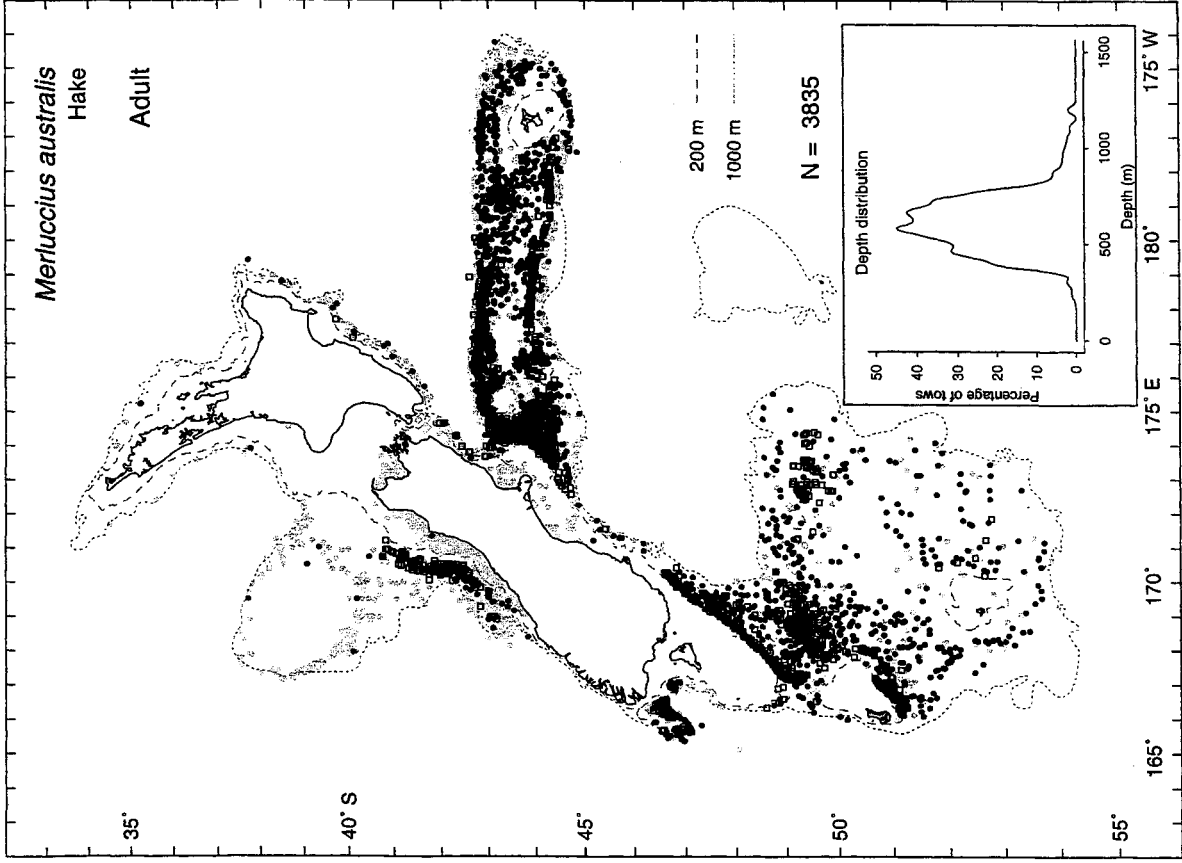 Merluccius australis
Hake
Adult
35°
40° S
45°
50°
55°
165°
170°
175° E
180°
175° W
200 m
1000 m
N = 3835
Depth distribution
Percentage of tows
50
40
30
20
10
0
0
500
1000
1500
Depth (m)